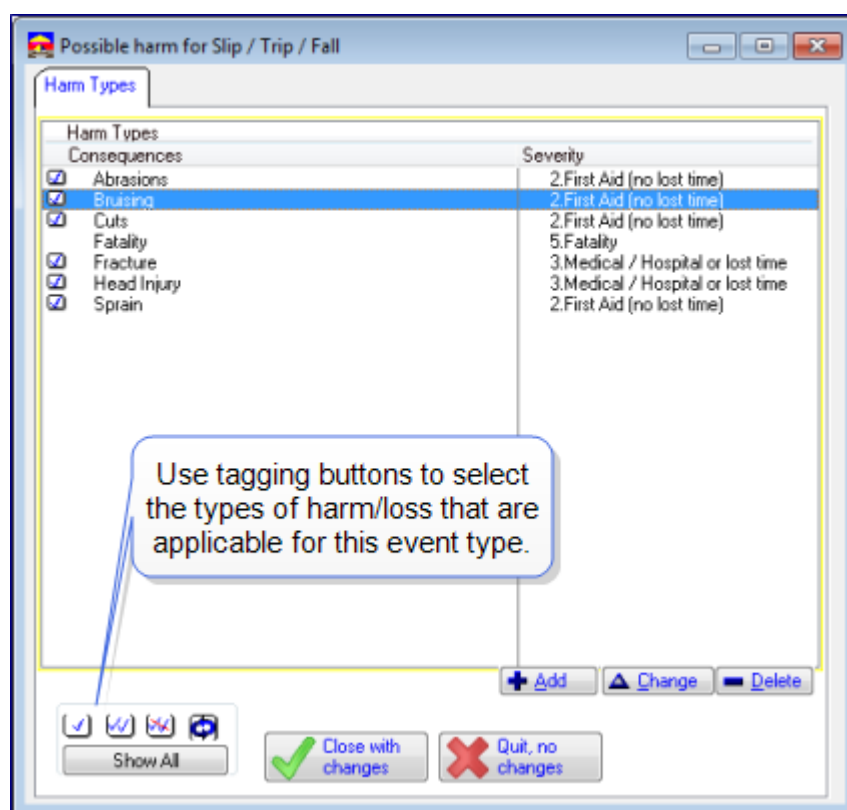 Possible harm for Slip / Trip / Fall
Harm Types
Harm Types
Consequences Severity
Abrasions 2.First Aid (no lost time)
Bruising 2.First Aid (no lost time)
Cuts 2.First Aid (no lost time)
Fatality 5.Fatality
Fracture 3.Medical / Hospital or lost time
Head Injury 3.Medical / Hospital or lost time
Sprain 2.First Aid (no lost time)
Use tagging buttons to select
the types of harm/loss that are
applicable for this event type.
Add Change Delete
Show All
Close with
changes
Quit, no
changes